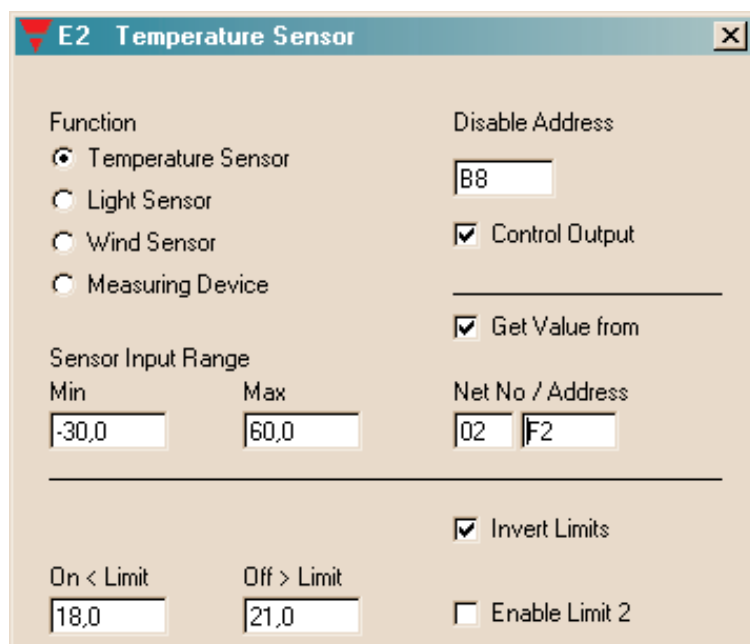 E2 Temperature Sensor
Function
Temperature Sensor
Light Sensor
Wind Sensor
Measuring Device
Disable Address
B8
Control Output
Get Value from
Sensor Input Range
Min Max
-30,0 60,0
Net No / Address
02 F2
Invert Limits
On < Limit Off > Limit
18,0 21,0
Enable Limit 2